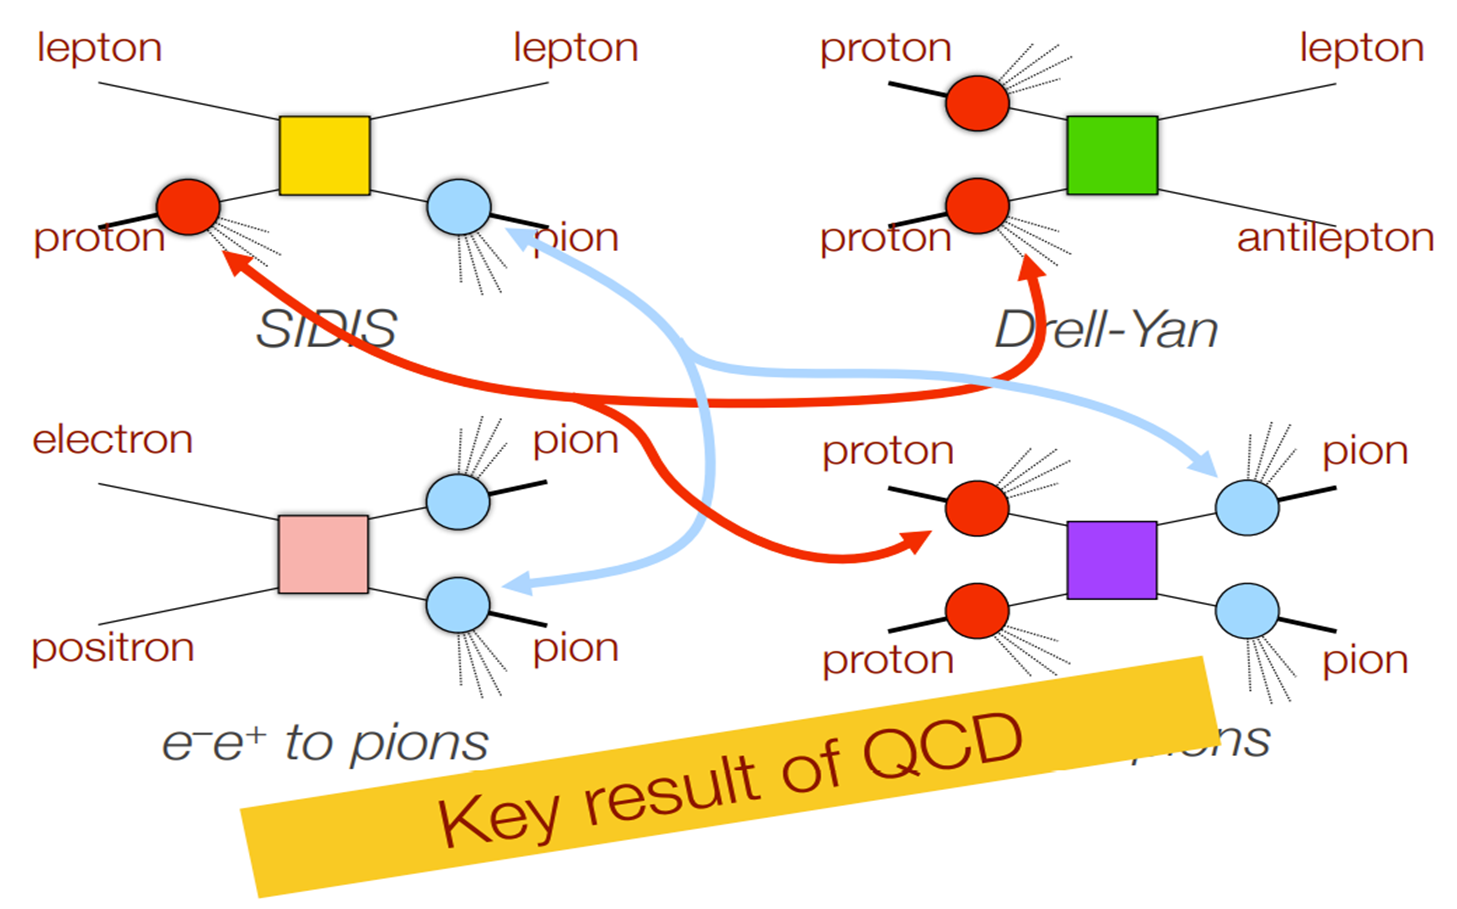 lepton
lepton
proton
pion
SIDIS
proton
lepton
proton
antilepton
Drell-Yan
electron
pion
positron
pion
e⁻e⁺ to pions
proton
pion
proton
pion
Key result of QCD